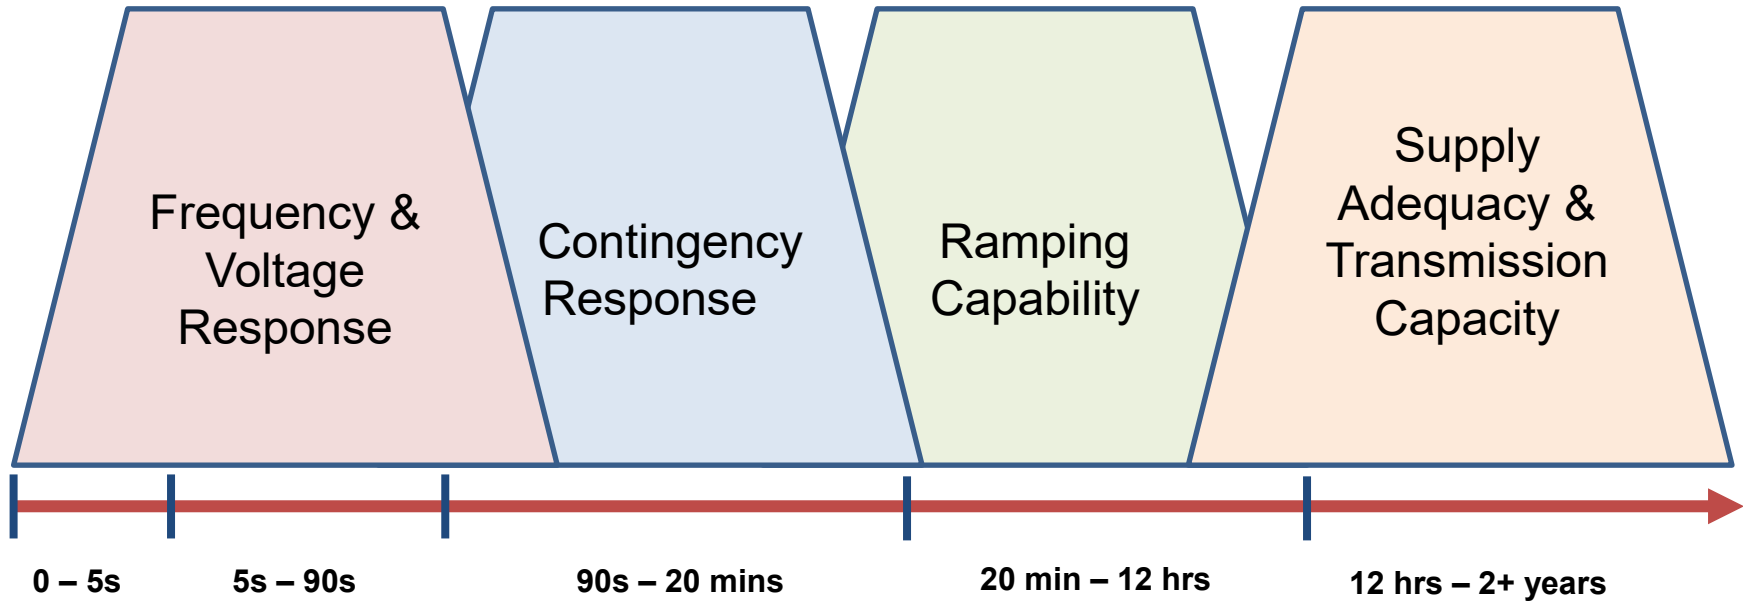 Frequency &
Voltage
Response
Contingency
Response
Ramping
Capability
Supply
Adequacy &
Transmission
Capacity
0 – 5s
5s – 90s
90s – 20 mins
20 min – 12 hrs
12 hrs – 2+ years